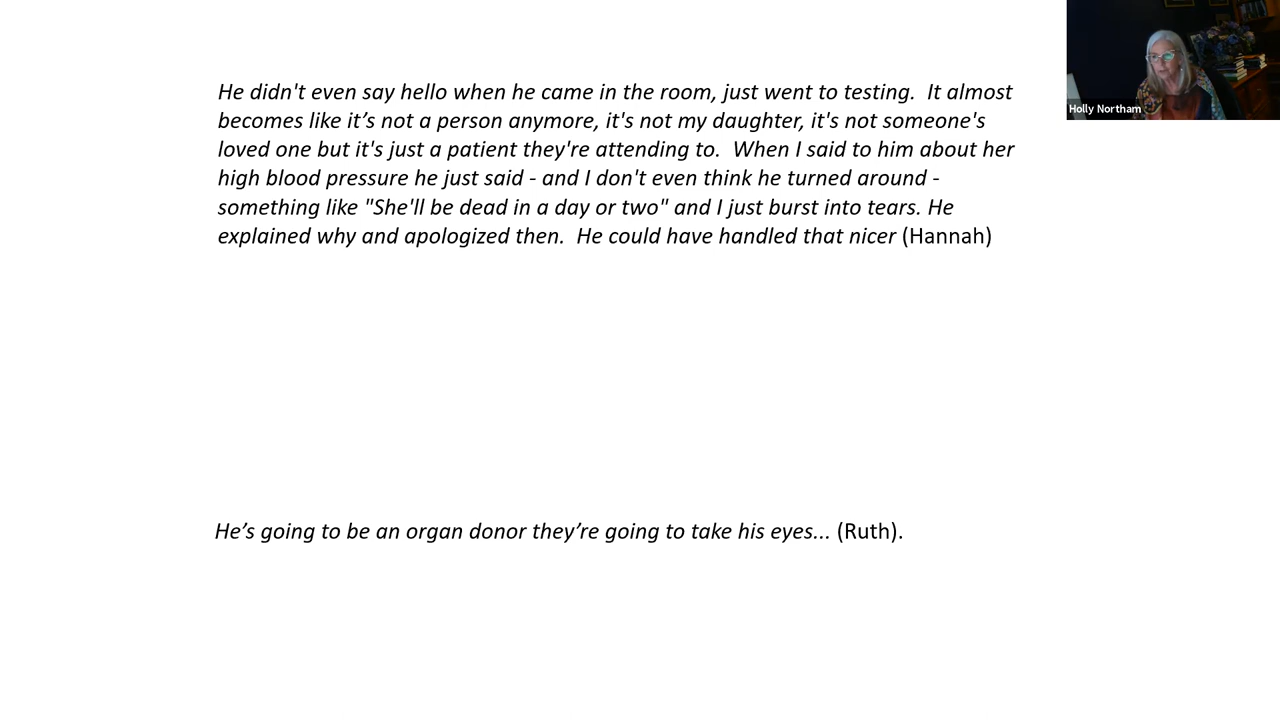 He didn't even say hello when he came in the room, just went to testing.  It almost
becomes like it’s not a person anymore, it's not my daughter, it's not someone's
loved one but it's just a patient they're attending to.  When I said to him about her
high blood pressure he just said - and I don't even think he turned around -
something like "She'll be dead in a day or two" and I just burst into tears. He
explained why and apologized then.  He could have handled that nicer (Hannah)
Holly Northam
He’s going to be an organ donor they’re going to take his eyes... (Ruth).